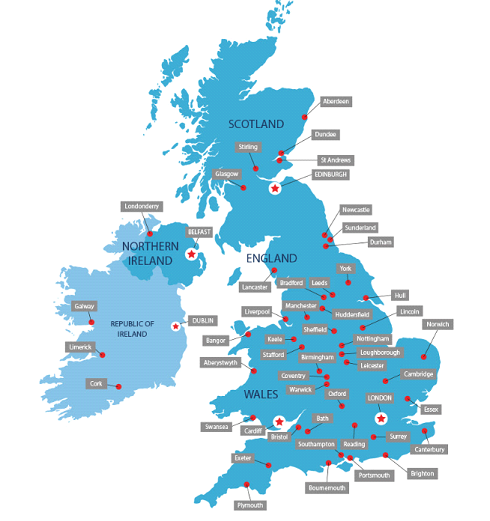 Aberdeen
SCOTLAND
Dundee
Stirling
St Andrews
Glasgow
EDINBURGH
Londonderry
Newcastle
Sunderland
BELFAST
Durham
NORTHERN
IRELAND
ENGLAND
York
Lancaster
Bradford
Leeds
Hull
Galway
Liverpool
Manchester
Huddersfield
Lincoln
DUBLIN
REPUBLIC OF
IRELAND
Norwich
Sheffield
Bangor
Keele
Nottingham
Limerick
Stafford
Birmingham
Loughborough
Aberystwyth
Leicester
Cork
Coventry
Cambridge
Warwick
WALES
Oxford
LONDON
Essex
Swansea
Cardiff
Bristol
Bath
Southampton
Reading
Surrey
Canterbury
Exeter
Portsmouth
Brighton
Bournemouth
Plymouth